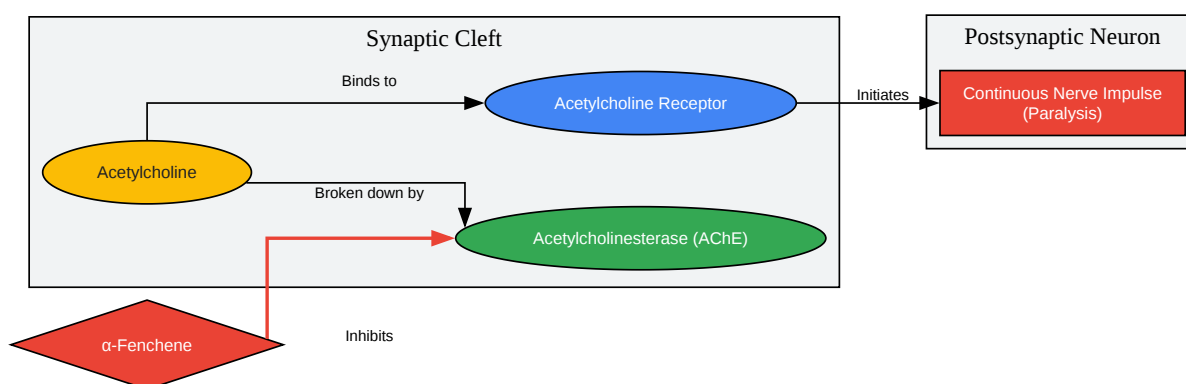 Synaptic Cleft
Postsynaptic Neuron
Binds to
Acetylcholine Receptor
Initiates
Continuous Nerve Impulse
(Paralysis)
Acetylcholine
Broken down by
Acetylcholinesterase (AChE)
α-Fenchene
Inhibits